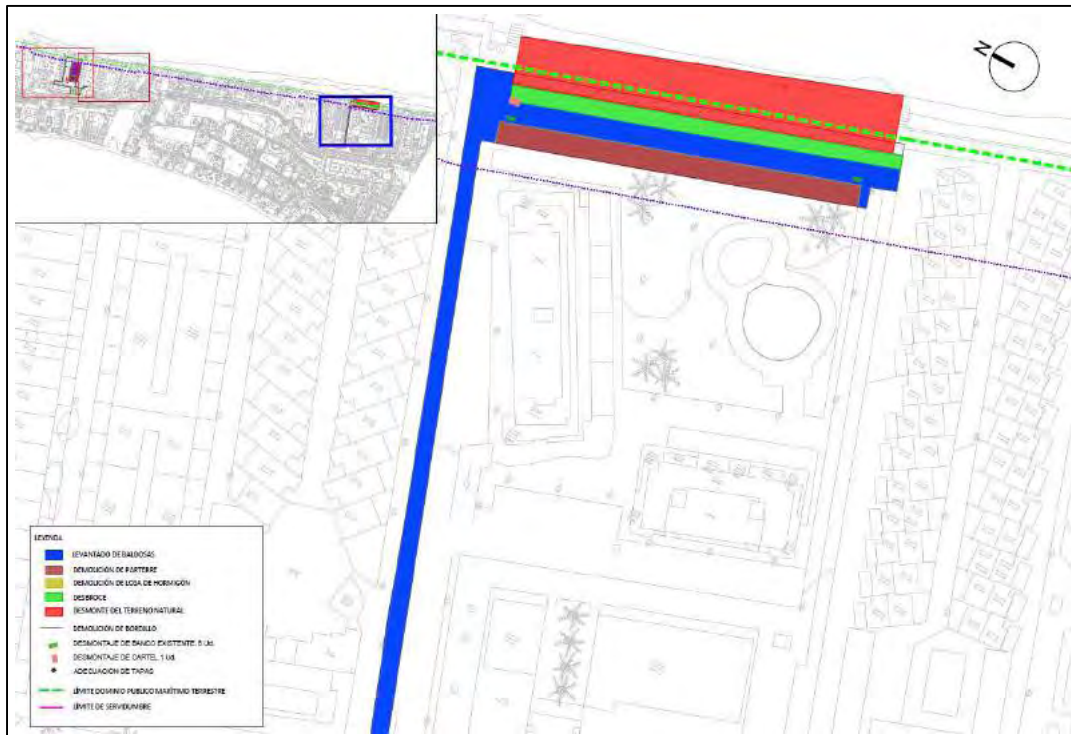 N
LEYENDA
LEVANTADO DE BALDOSAS
DEMOLICIÓN DE PARTERRE
DEMOLICIÓN DE LOSA DE HORMIGÓN
DESBROCE
DESMONTE DEL TERRENO NATURAL
DEMOLICIÓN DE BORDILLO
DESMONTAJE DE BANCO EXISTENTE. Ud.
DESMONTAJE DE CARTEL. 1 Ud.
ADECUACIÓN DE TAPAS
LÍMITE DOMINIO PUBLICO MARÍTIMO TERRESTRE
LÍMITE DE SERVIDUMBRE